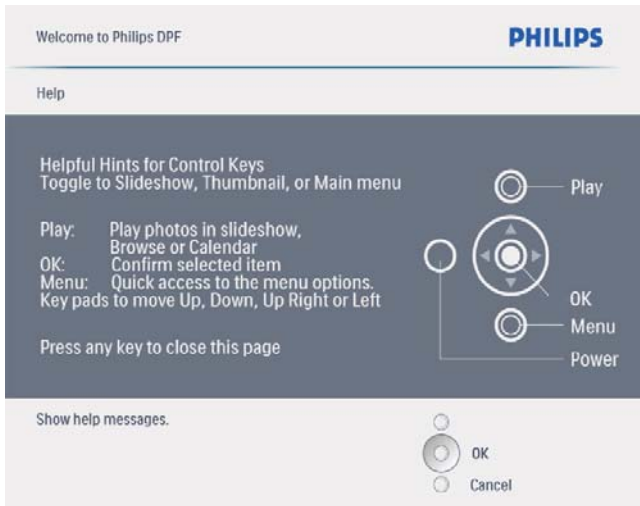 Welcome to Philips DPF
PHILIPS
Help
Helpful Hints for Control Keys
Toggle to Slideshow, Thumbnail, or Main menu
Play: Play photos in slideshow,
Browse or Calendar
OK: Confirm selected item
Menu: Quick access to the menu options.
Key pads to move Up, Down, Up Right or Left
Press any key to close this page
Play
OK
Menu
Power
Show help messages.
OK
Cancel